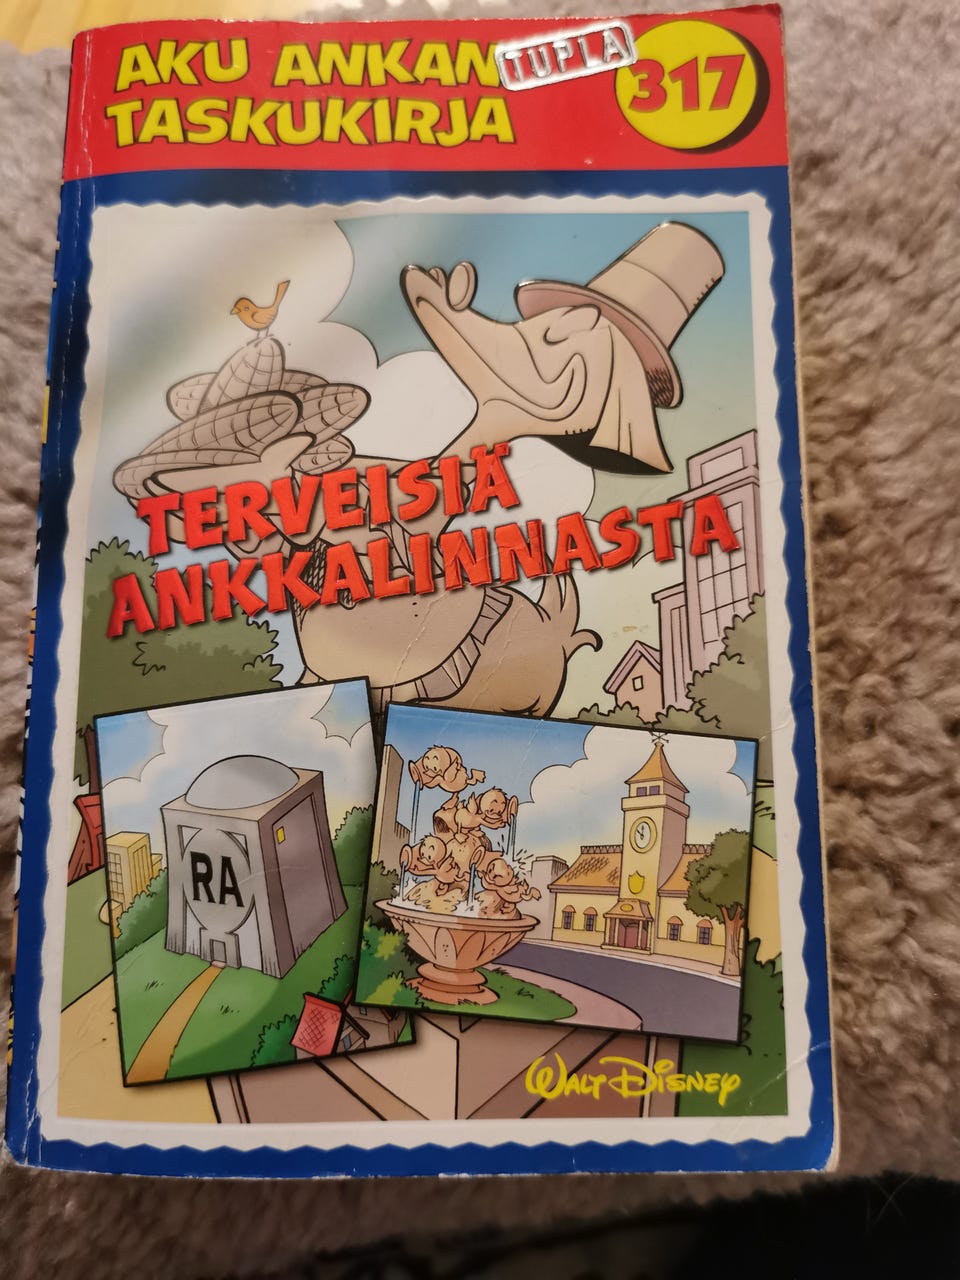 AKU ANKAN TUPLA 317
TASKUKIRJA
TERVEISIÄ
ANKKALINNASTA
RA
WALT DISNEY